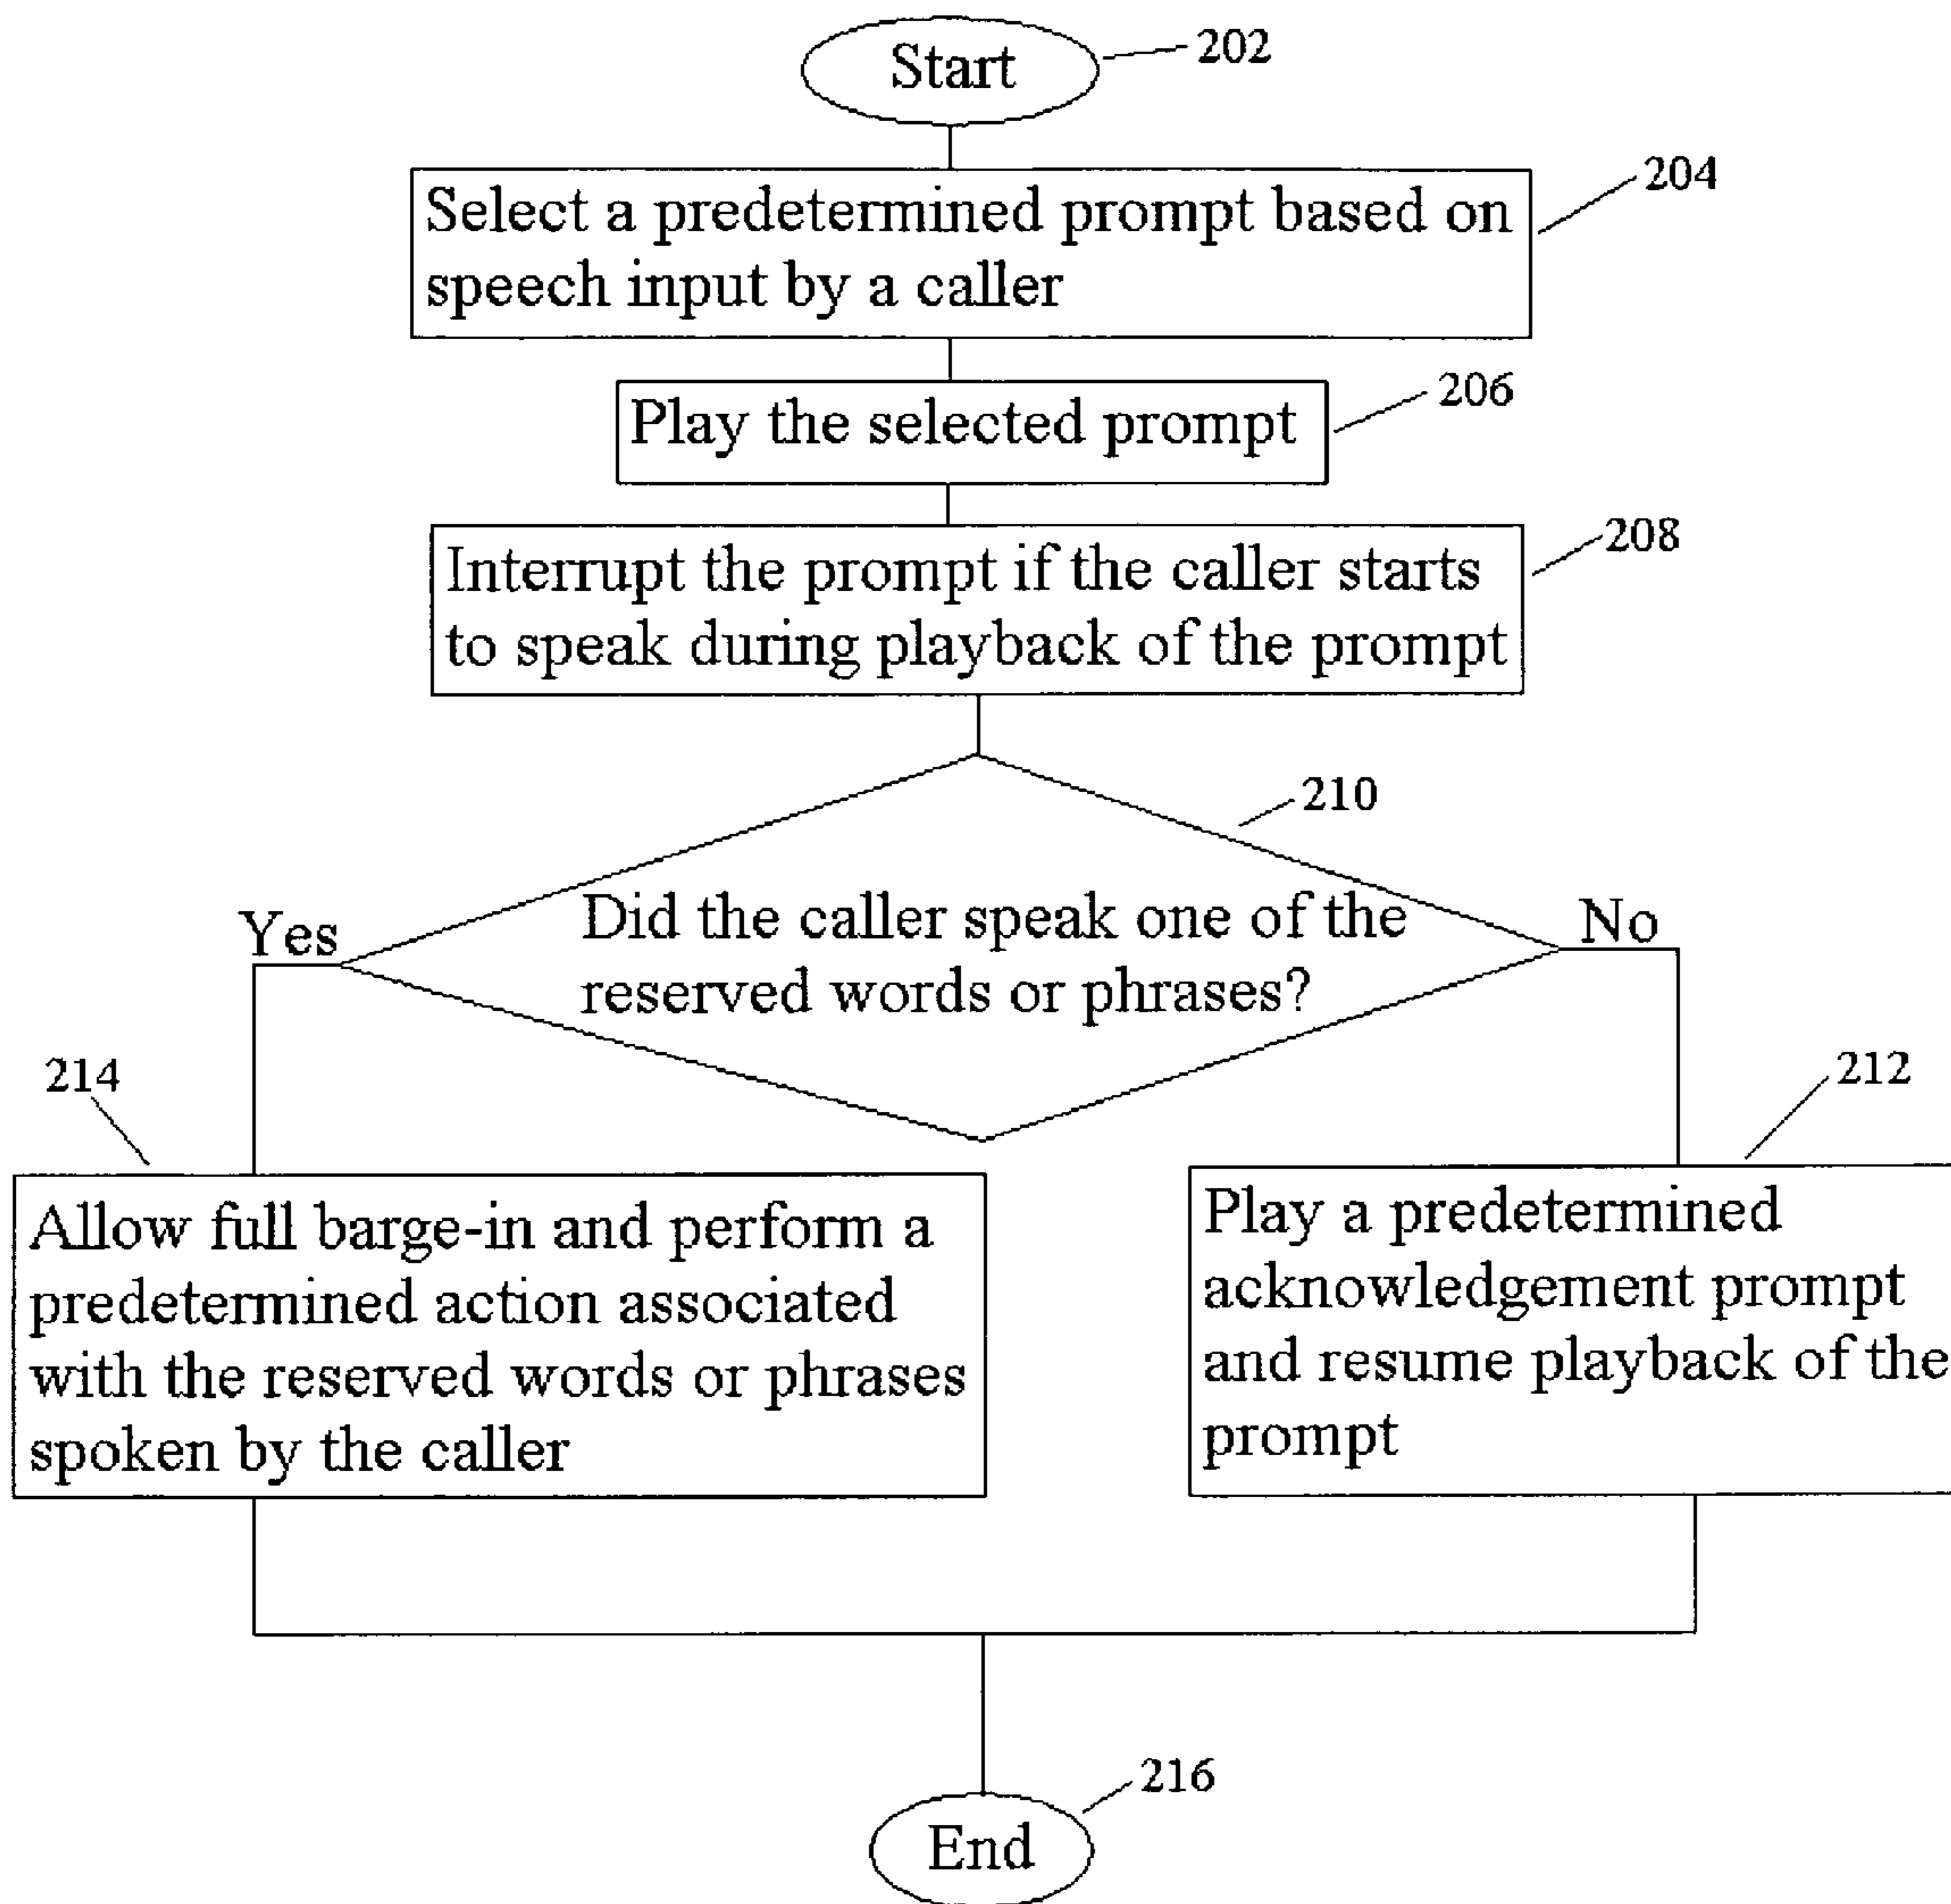 Start
202
Select a predetermined prompt based on
speech input by a caller
204
Play the selected prompt
206
Interrupt the prompt if the caller starts
to speak during playback of the prompt
208
210
Did the caller speak one of the
reserved words or phrases?
Yes
No
214
212
Allow full barge-in and perform a
predetermined action associated
with the reserved words or phrases
spoken by the caller
Play a predetermined
acknowledgement prompt
and resume playback of the
prompt
216
End